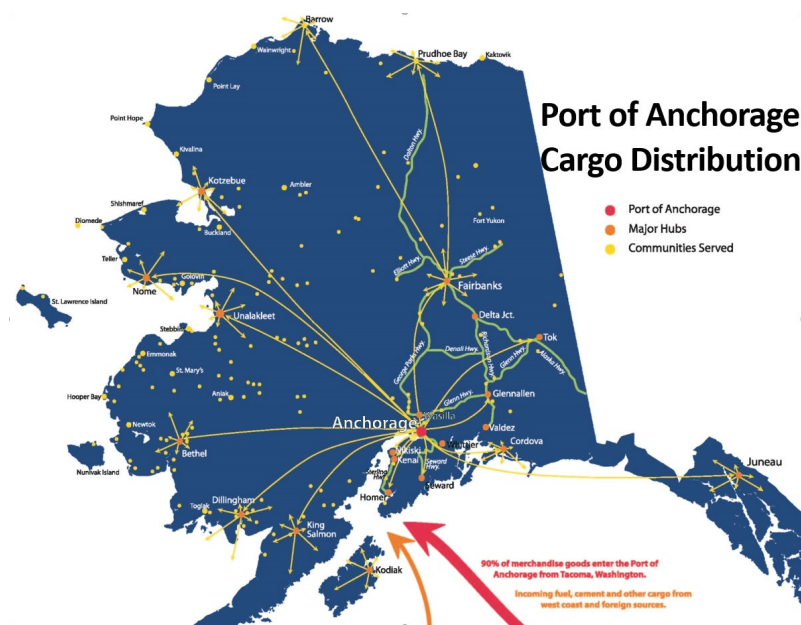 Port of Anchorage
Cargo Distribution
Port of Anchorage
Major Hubs
Communities Served
Barrow
Wainwright
Prudhoe Bay
Kaktovik
Point Lay
Point Hope
Dalton Hwy.
Kivalina
Kotzebue
Ambler
Shishmaref
Fort Yukon
Diomede
Buckland
Teller
Elliott Hwy.
Steese Hwy.
Golovin
Fairbanks
Nome
St. Lawrence Island
Unalakleet
Delta Jct.
Stebbins
Tok
Emmonak
Denali Hwy.
Richardson Hwy.
Glenn Hwy.
Alaska Hwy.
George Parks Hwy.
St. Mary's
Hooper Bay
Aniak
Glenn Hwy.
Glennallen
Wasilla
Newtok
Anchorage
Valdez
Bethel
Whittier
Cordova
Nikiski
Kenai
Nunivak Island
Sterling Hwy.
Seward Hwy.
Juneau
Togiak
Dillingham
Homer
Seward
King
Salmon
Kodiak
90% of merchandise goods enter the Port of
Anchorage from Tacoma, Washington.
Incoming fuel, cement and other cargo from
west coast and foreign sources.